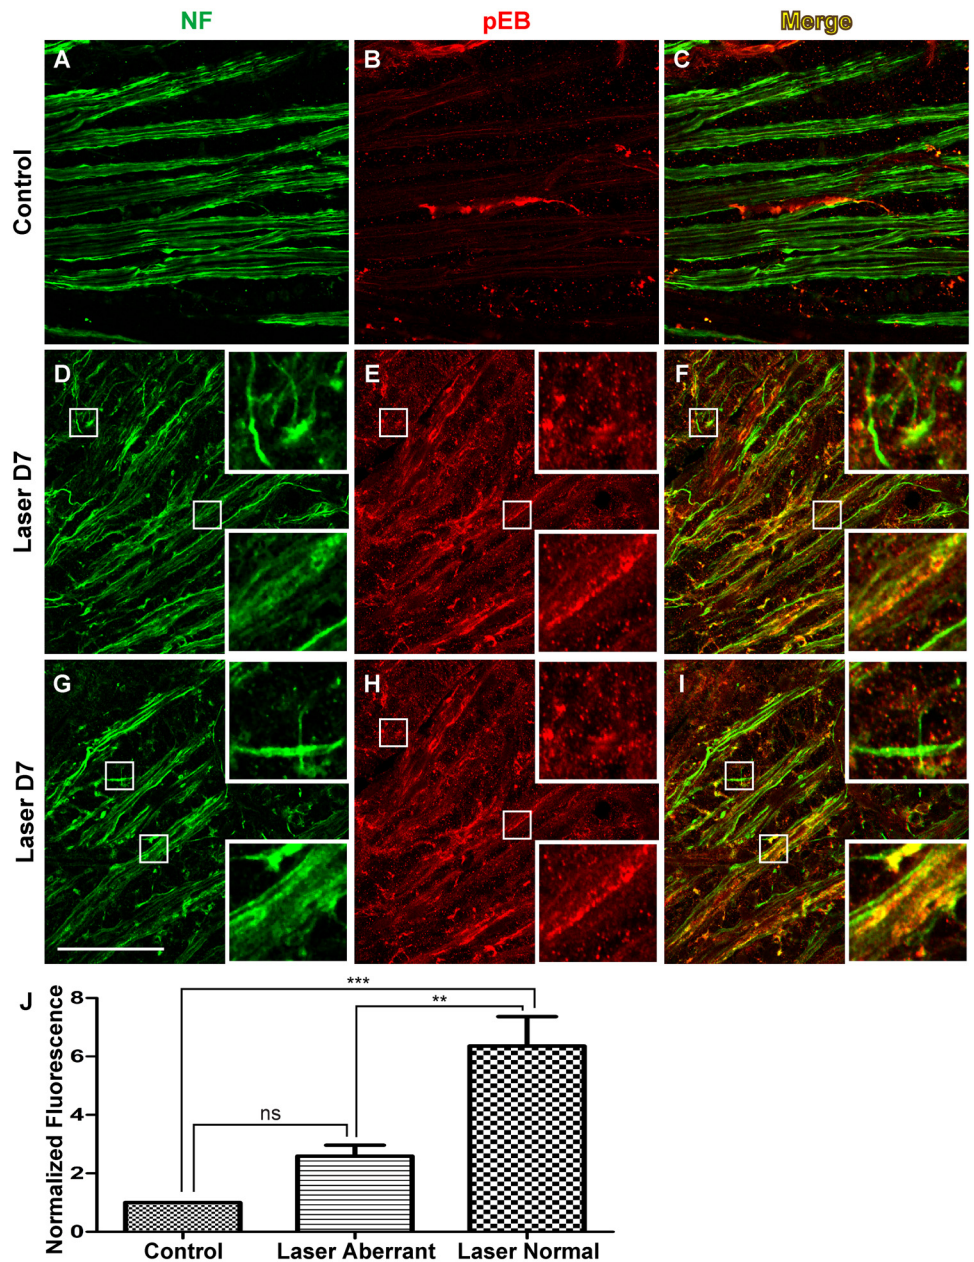 NF pEB Merge
Control
A B C
Laser D7
D E F
Laser D7
G H I
J
Normalized Fluorescence
8
6
4
2
0
***
**
ns
Control Laser Aberrant Laser Normal